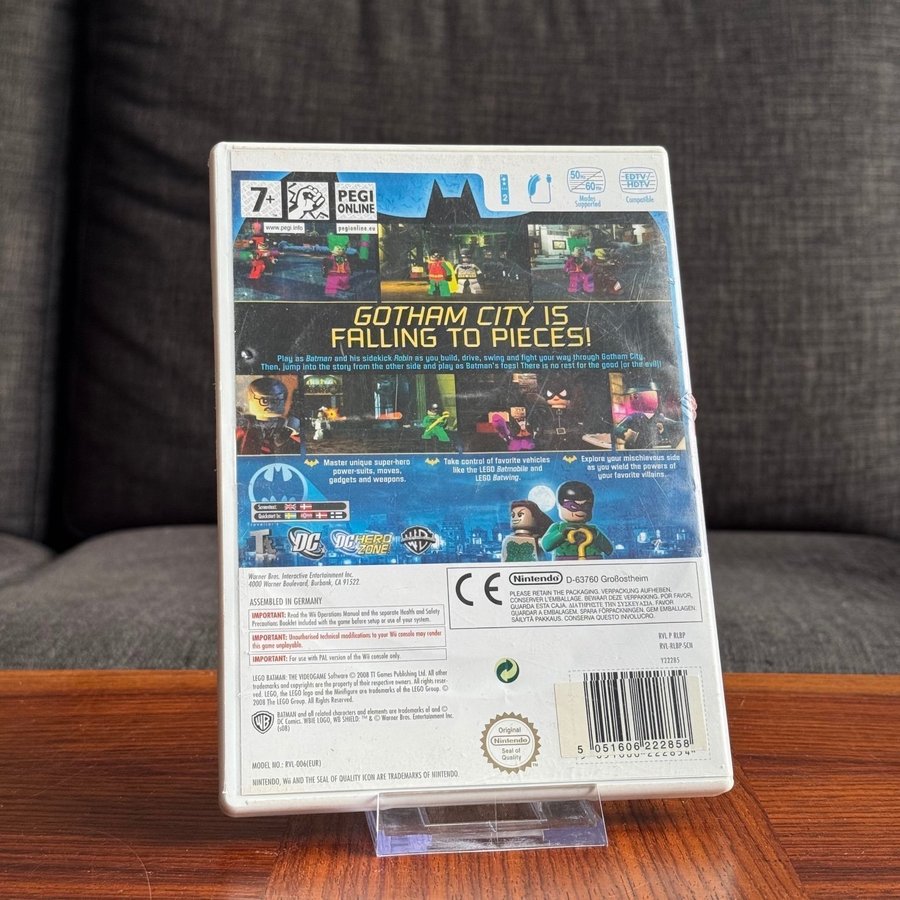 7+
PEGI
ONLINE
www.pegi.info
pegionline.eu
50Hz
60Hz
Modes
Supported
EDTV/
HDTV
Compatible
GOTHAM CITY IS
FALLING TO PIECES!
Play as Batman and his sidekick Robin as you build, drive, swing and fight your way through Gotham City.
Then, jump into the story from the other side and play as Batman's foes! There is no rest for the good (or the evil)!
Master unique super-hero
power-suits, moves,
gadgets and weapons.
Take control of favorite vehicles
like the LEGO Batmobile and
LEGO Batwing.
Explore your mischievous side
as you wield the powers of
your favorite villains.
Screentext:
Quickstart in:
DC
DC HERO
ZONE
Warner Bros. Interactive Entertainment Inc.
4000 Warner Boulevard, Burbank, CA 91522.
ASSEMBLED IN GERMANY
IMPORTANT: Read the Wii Operations Manual and the separate Health and Safety
Precautions Booklet included with the game before setup or use of your system.
IMPORTANT: Unauthorised technical modifications to your Wii console may render
this game unplayable.
IMPORTANT: For use with PAL version of the Wii console only.
LEGO BATMAN: THE VIDEOGAME Software © 2008 TT Games Publishing Ltd. All other
trademarks and copyrights are the property of their respective owners. All rights reser-
ved. LEGO, the LEGO logo and the Minifigure are trademarks of the LEGO Group. ©
2008 The LEGO Group.
WB
BATMAN and all related characters and elements are trademarks of and ©
DC Comics. WBIE LOGO, WB SHIELD: ™ & © Warner Bros. Entertainment Inc.
(s08)
MODEL NO.: RVL-006(EUR)
NINTENDO, Wii AND THE SEAL OF QUALITY ICON ARE TRADEMARKS OF NINTENDO.
CE
Nintendo
D-63760 Großostheim
PLEASE RETAIN THE PACKAGING. VERPACKUNG AUFHEBEN.
CONSERVER L'EMBALLAGE. BEWAAR DEZE VERPAKKING. POR FAVOR,
GUARDA ESTA CAJA. ΔΙΑΤΗΡΗΣΤΕ ΤΗΝ ΣΥΣΚΕΥΑΣΙΑ. FAVOR
GUARDAR A EMBALAGEM. SPARA FÖRPACKNINGEN. GEM EMBALLAGEN.
SÄILYTÄ PAKKAUS. CONSERVA QUESTO INVOLUCRO.
RVL P RLBP
RVL-RLBP-SCN
Y22285
Original
Nintendo
Seal of
Quality
5 051606 222858